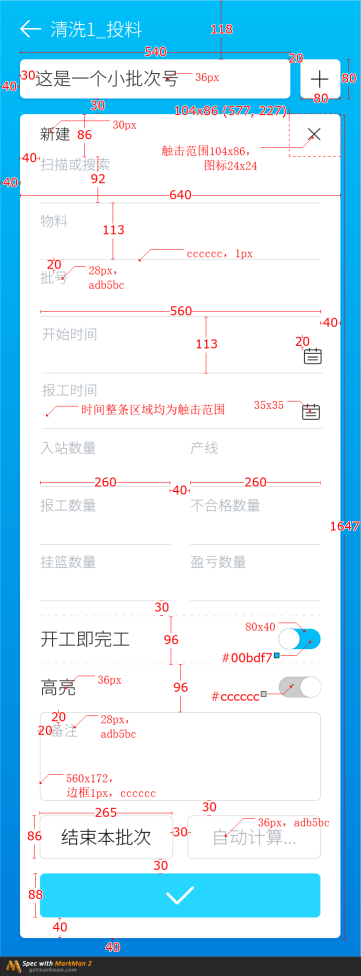 清洗1_投料
118
540
20
30
这是一个小批次号
36px
40
80
80
30
104x86 (577, 227)
新建
86
30px
触击范围104x86，
图标24x24
40
扫描或搜索
40
92
640
物料
113
cccccc，1px
20
批号
28px，
adb5bc
560
开始时间
40
113
20
报工时间
时间整条区域均为触击范围
35x35
入站数量
产线
260
40
260
报工数量
不合格数量
1647
挂篮数量
盈亏数量
30
开工即完工
96
80x40
#00bdf7
高亮
36px
96
#cccccc
20
20
备注
28px，
adb5bc
560x172，
边框1px，cccccc
265
30
36px，adb5bc
86
结束本批次
30
自动计算...
30
88
40
40
Spec with MarkMan 2
getmarkman.com